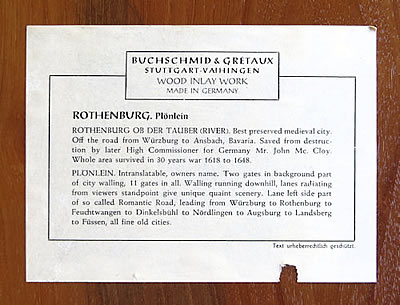 BUCHSCHMID & GRETAUX
STUTTGART-VAIHINGEN
WOOD INLAY WORK
MADE IN GERMANY
ROTHENBURG. Plönlein
ROTHENBURG OB DER TAUBER (RIVER). Best preserved medieval city.
Off the road from Würzburg to Ansbach, Bavaria. Saved from destruc-
tion by later High Commissioner for Germany Mr. John Mc. Cloy.
Whole area survived in 30 years war 1618 to 1648.
PLÖNLEIN. Intranslatable, owners name. Two gates in background part
of city walling, 11 gates in all. Walling running downhill, lanes radiating
from viewers standpoint give unique quaint scenery. Lane left side part
of so called Romantic Road, leading from Würzburg to Rothenburg to
Feuchtwangen to Dinkelsbühl to Nördlingen to Augsburg to Landsberg
to Füssen, all fine old cities.
Text urheberrechtlich geschützt.